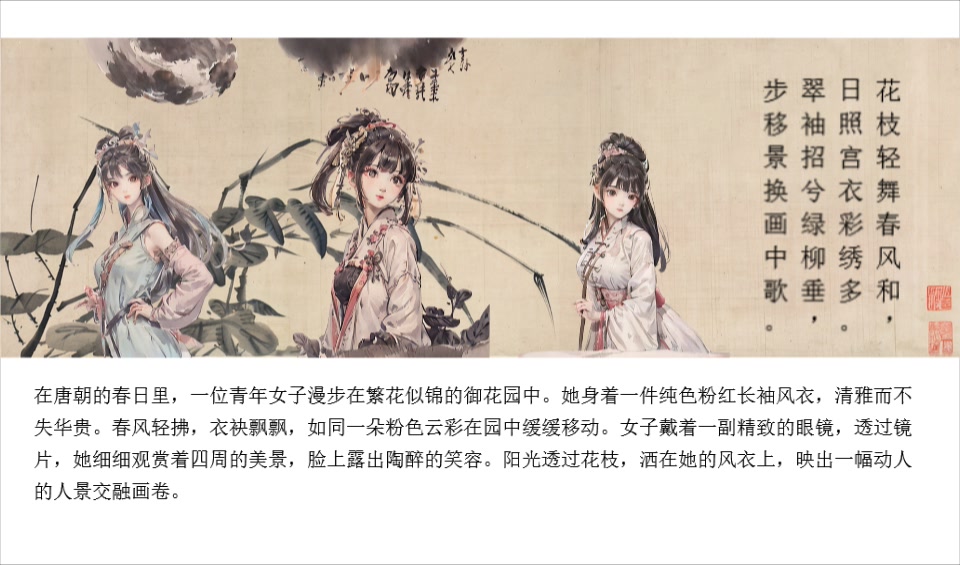 花枝轻舞春风和，
日照宫衣彩绣多。
翠袖招兮绿柳垂，
步移景换画中歌。
在唐朝的春日里，一位青年女子漫步在繁花似锦的御花园中。她身着一件纯色粉红长袖风衣，清雅而不
失华贵。春风轻拂，衣袂飘飘，如同一朵粉色云彩在园中缓缓移动。女子戴着一副精致的眼镜，透过镜
片，她细细观赏着四周的美景，脸上露出陶醉的笑容。阳光透过花枝，洒在她的风衣上，映出一幅动人
的人景交融画卷。